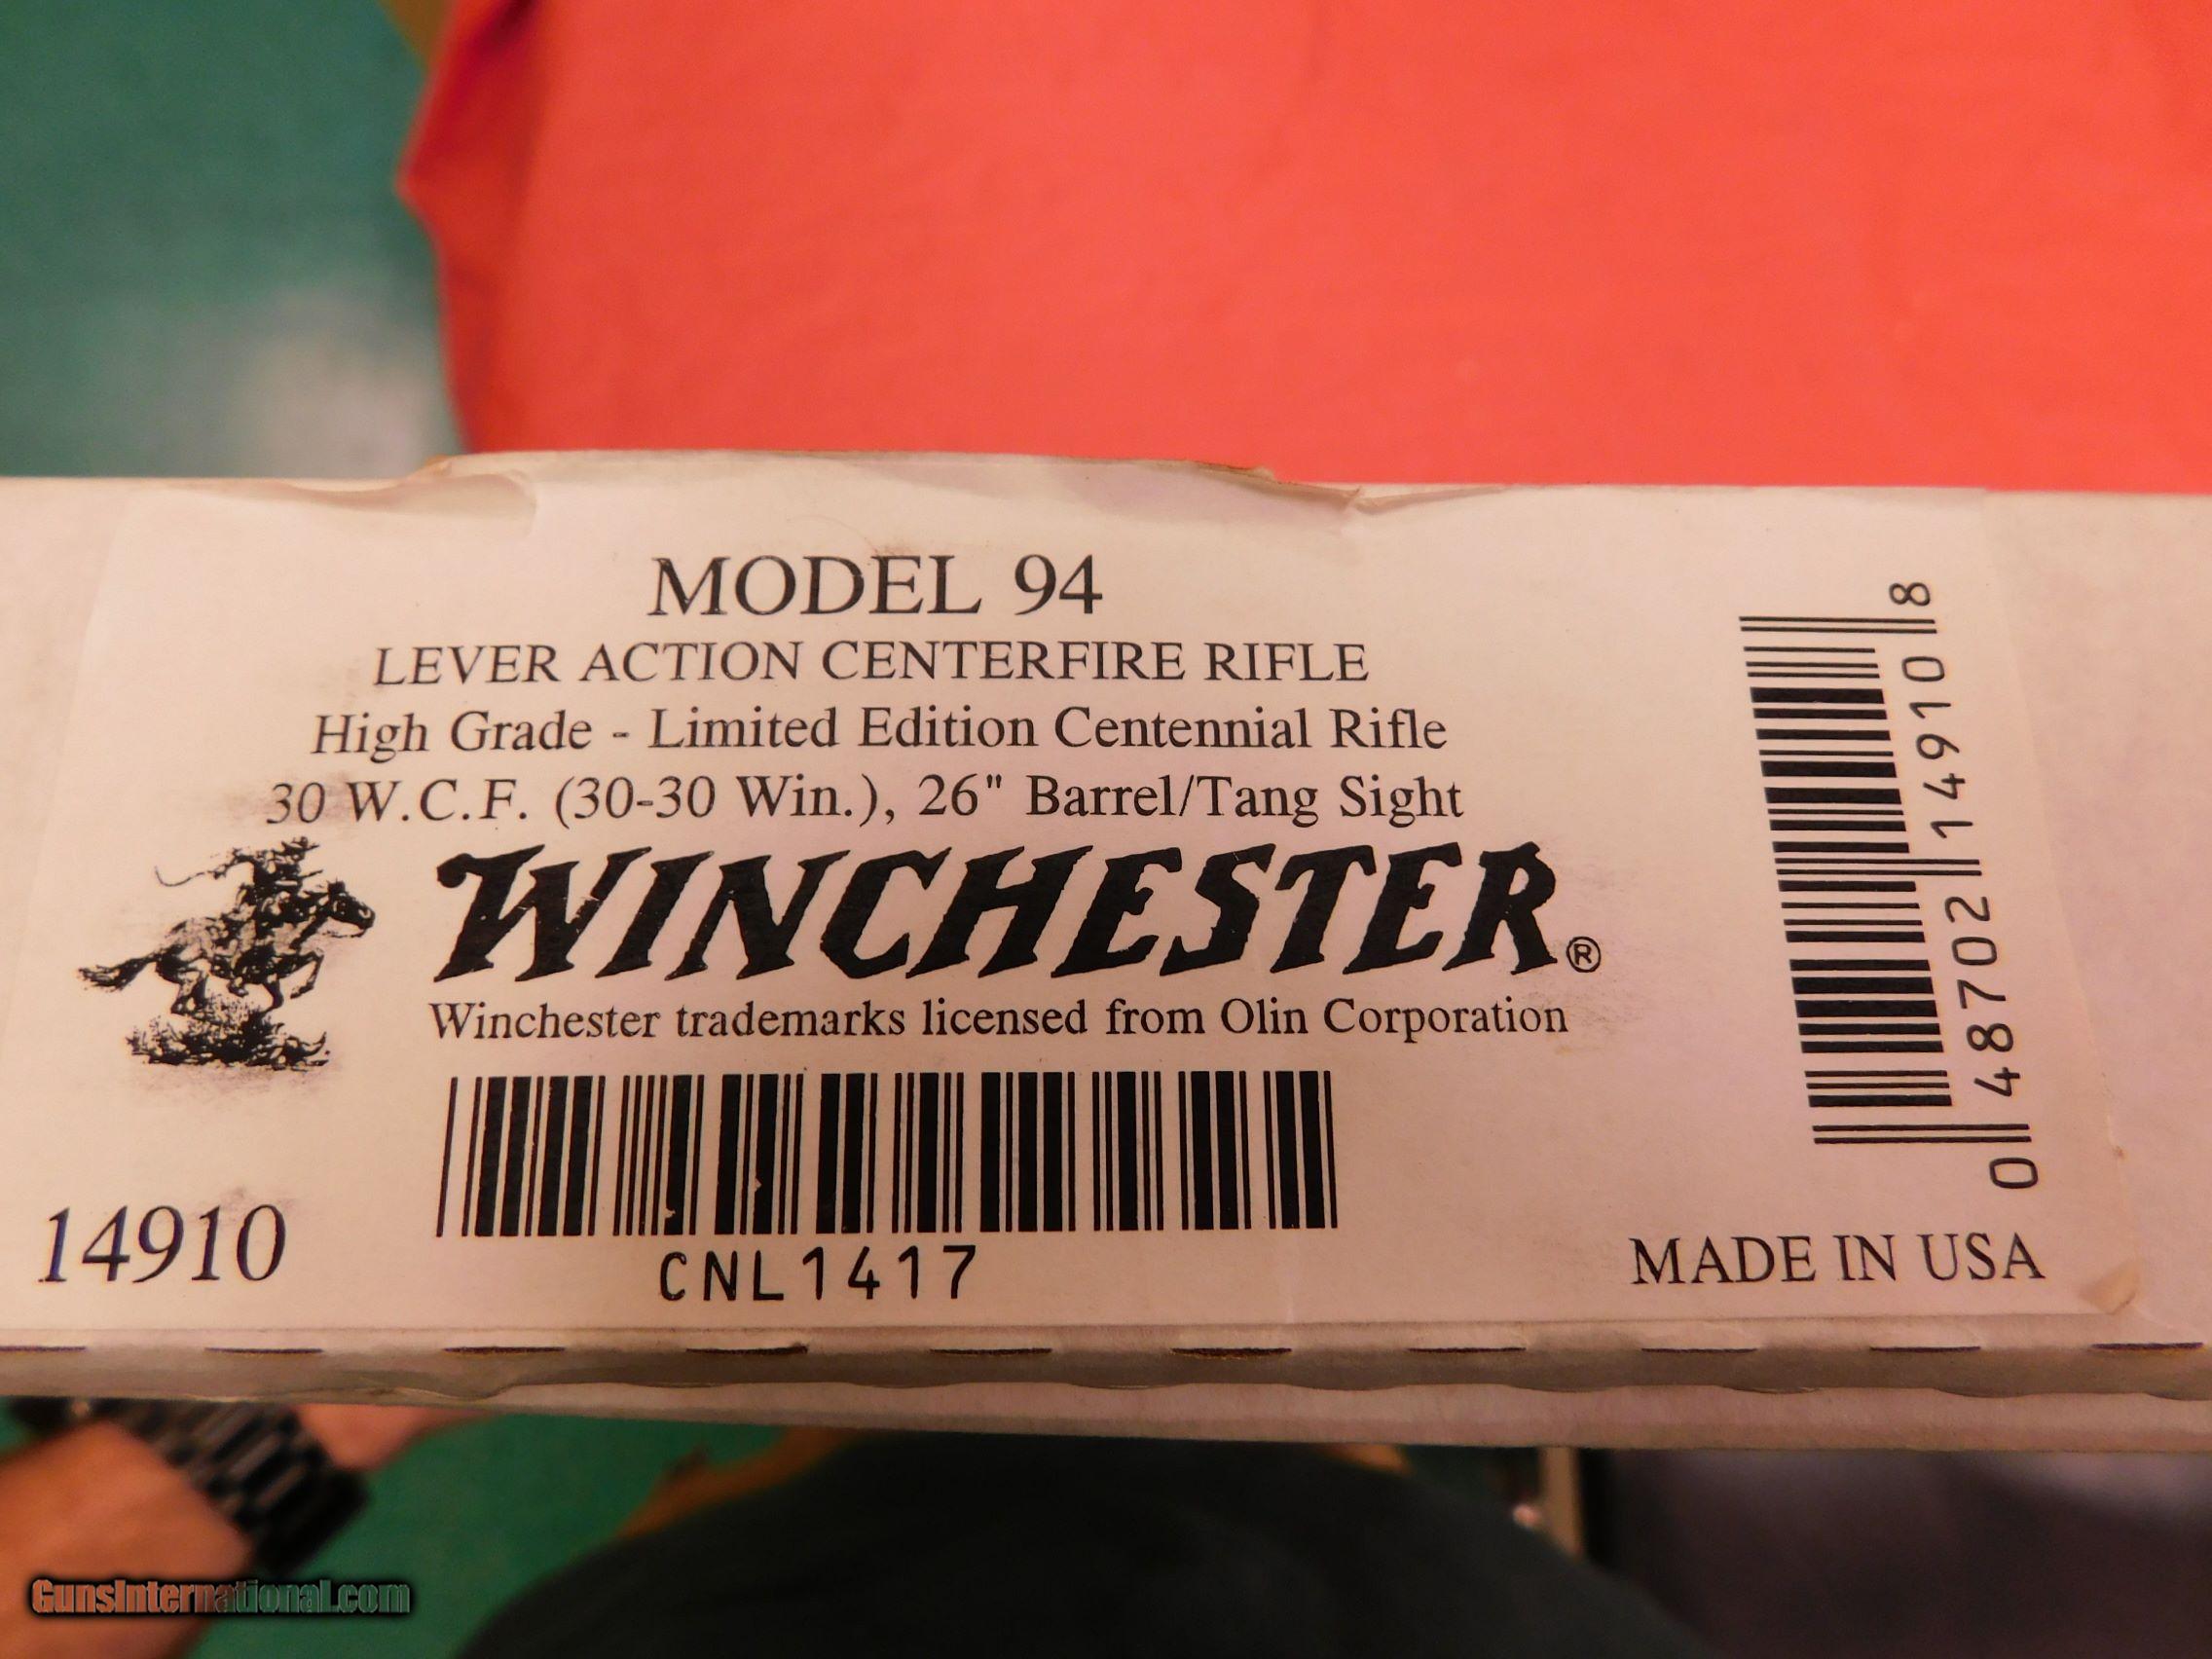 MODEL 94
LEVER ACTION CENTERFIRE RIFLE
High Grade - Limited Edition Centennial Rifle
30 W.C.F. (30-30 Win.), 26" Barrel/Tang Sight
WINCHESTER®
Winchester trademarks licensed from Olin Corporation
14910
CNL1417
0 48702 14910 8
MADE IN USA
GunsInternational.com